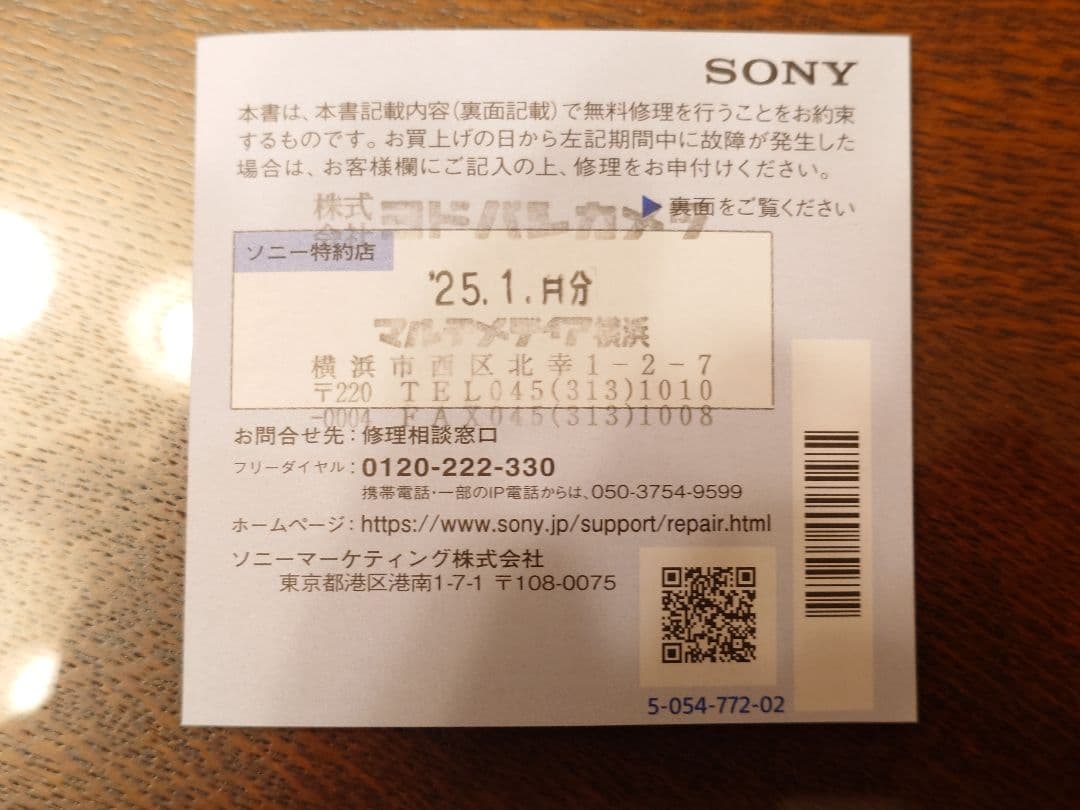 SONY
本書は、本書記載内容(裏面記載)で無料修理を行うことをお約束
するものです。お買上げの日から左記期間中に故障が発生した
場合は、お客様欄にご記入の上、修理をお申付けください。
▶ 裏面をご覧ください
株式会社 ヨドバシカメラ
ソニー特約店
'25.1.日分
マルチメディア横浜
横浜市西区北幸1-2-7
〒220 TEL045(313)1010
-0004 FAX045(313)1008
お問合せ先:修理相談窓口
フリーダイヤル:0120-222-330
携帯電話・一部のIP電話からは、050-3754-9599
ホームページ:https://www.sony.jp/support/repair.html
ソニーマーケティング株式会社
東京都港区港南1-7-1 〒108-0075
5-054-772-02